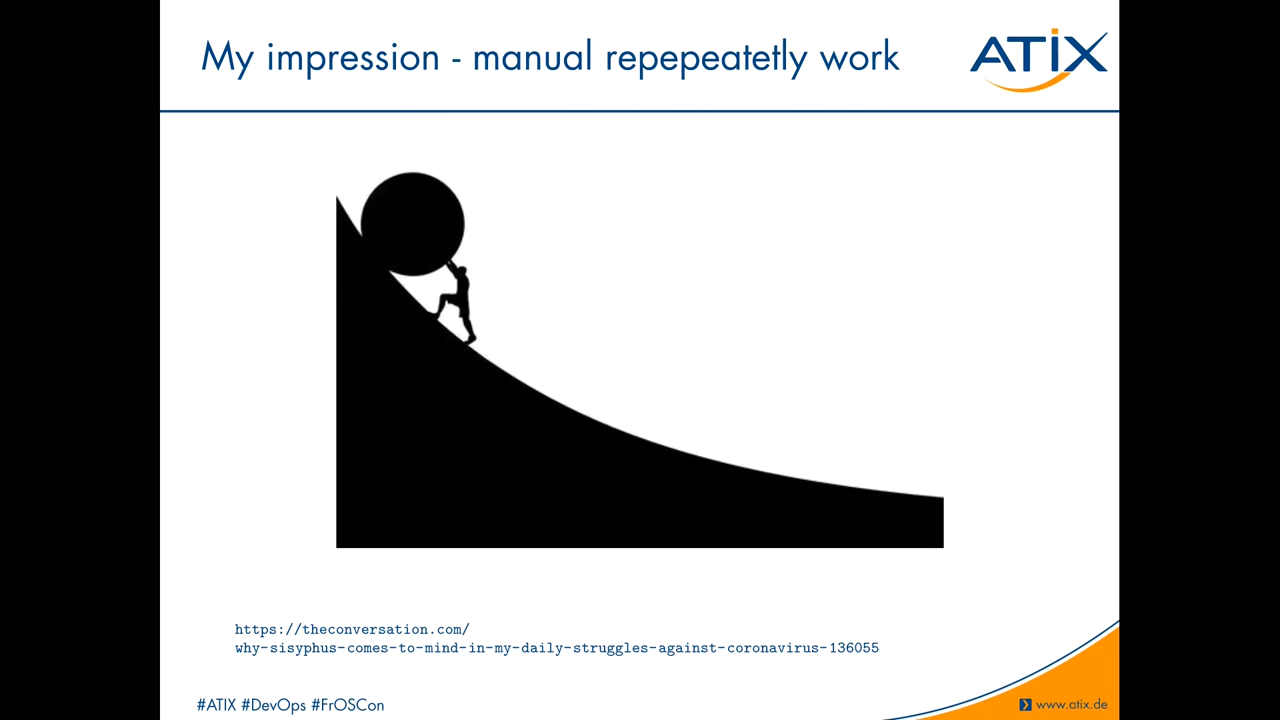 My impression - manual repepeatetly work
ATIX
https://theconversation.com/
why-sisyphus-comes-to-mind-in-my-daily-struggles-against-coronavirus-136055
#ATIX #DevOps #FrOSCon
www.atix.de